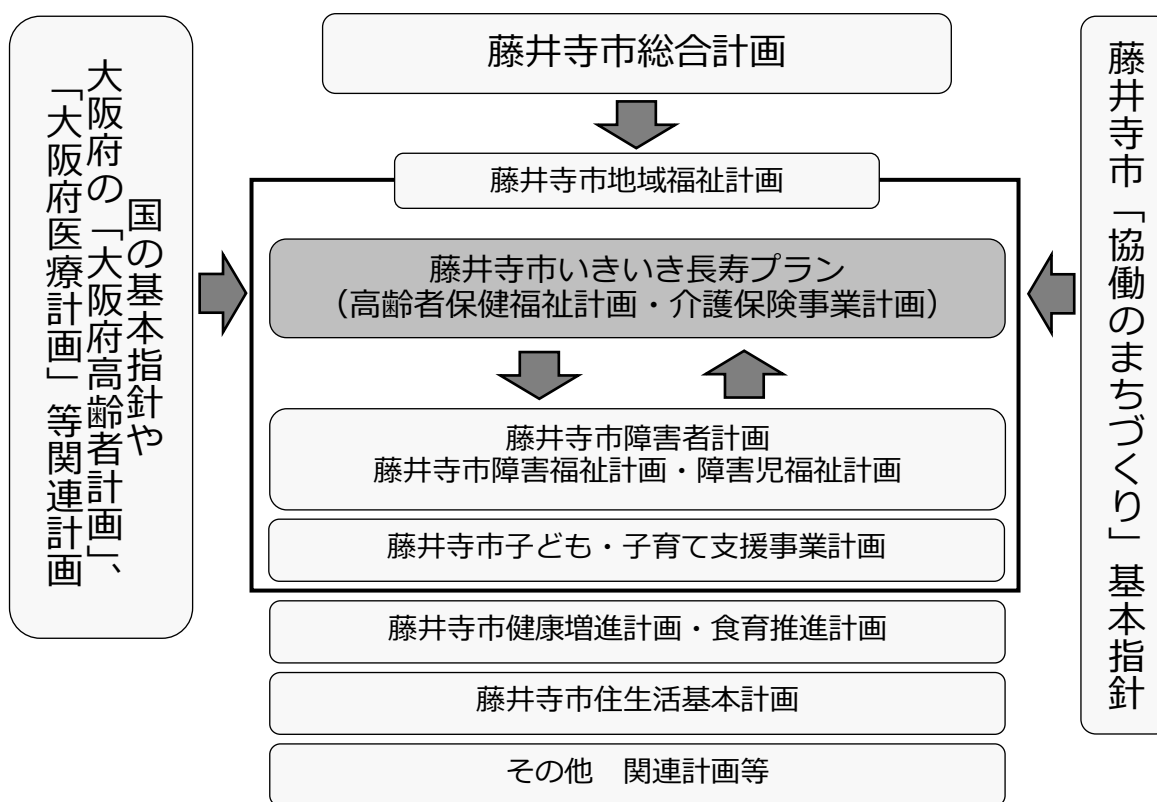 藤井寺市総合計画
藤井寺市地域福祉計画
国の基本指針や
大阪府の「大阪府高齢者計画」、
「大阪府医療計画」等関連計画
藤井寺市いきいき長寿プラン
（高齢者保健福祉計画・介護保険事業計画）
藤井寺市障害者計画
藤井寺市障害福祉計画・障害児福祉計画
藤井寺市子ども・子育て支援事業計画
藤井寺市健康増進計画・食育推進計画
藤井寺市住生活基本計画
その他　関連計画等
藤井寺市「協働のまちづくり」基本指針